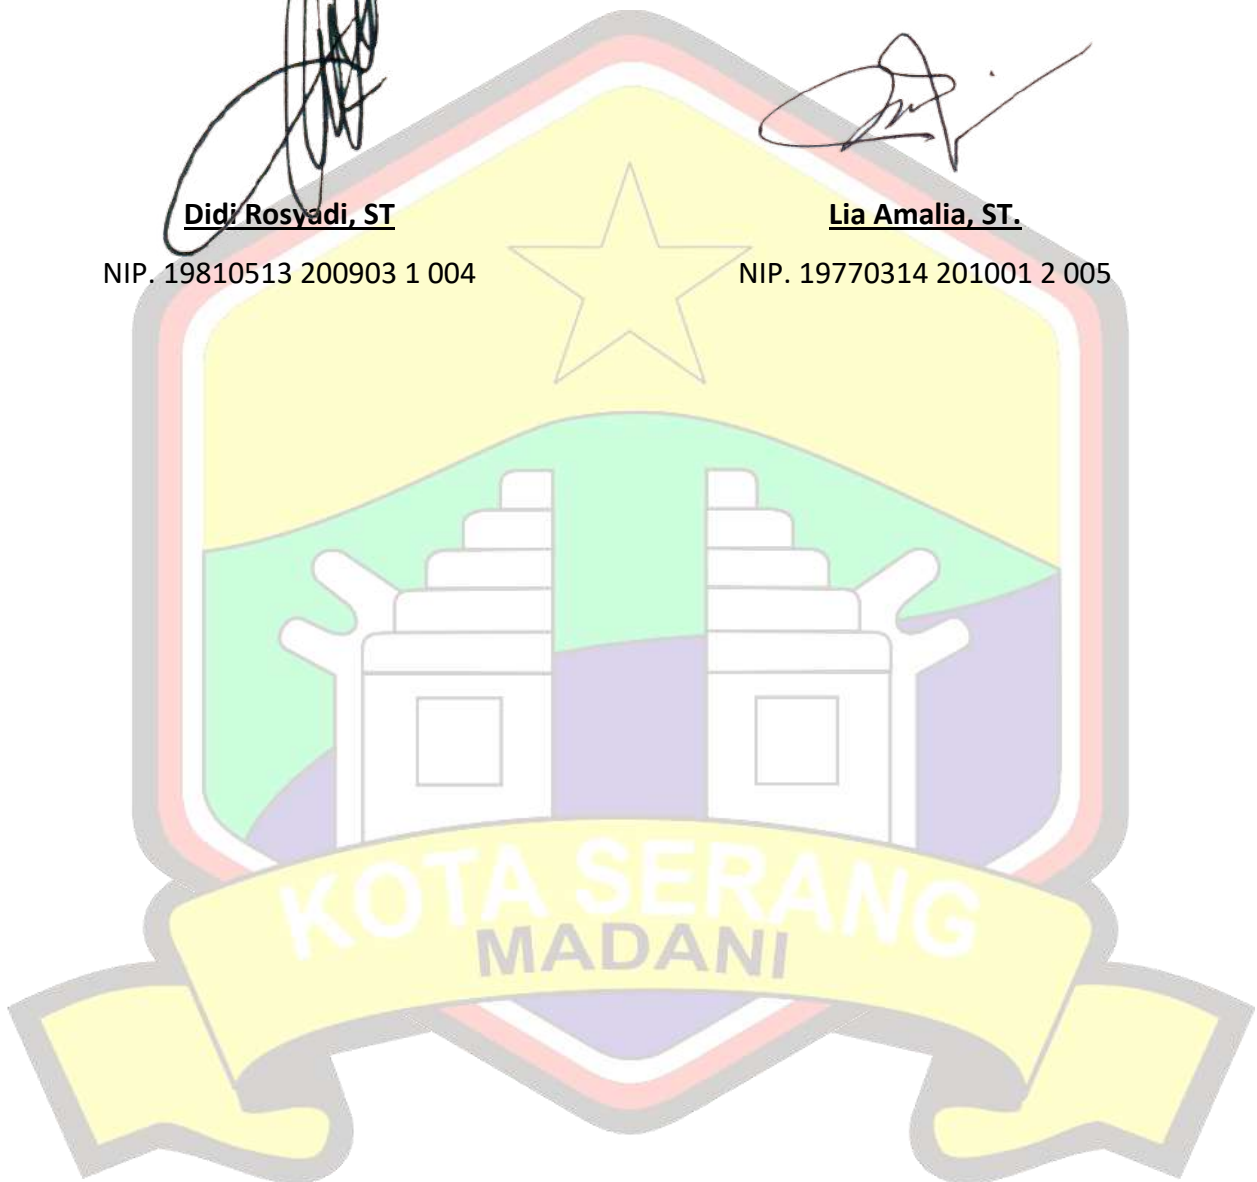 Didi Rosyadi, ST
Lia Amalia, ST.
NIP. 19810513 200903 1 004
NIP. 19770314 201001 2 005
KOTA SERANG
MADANI